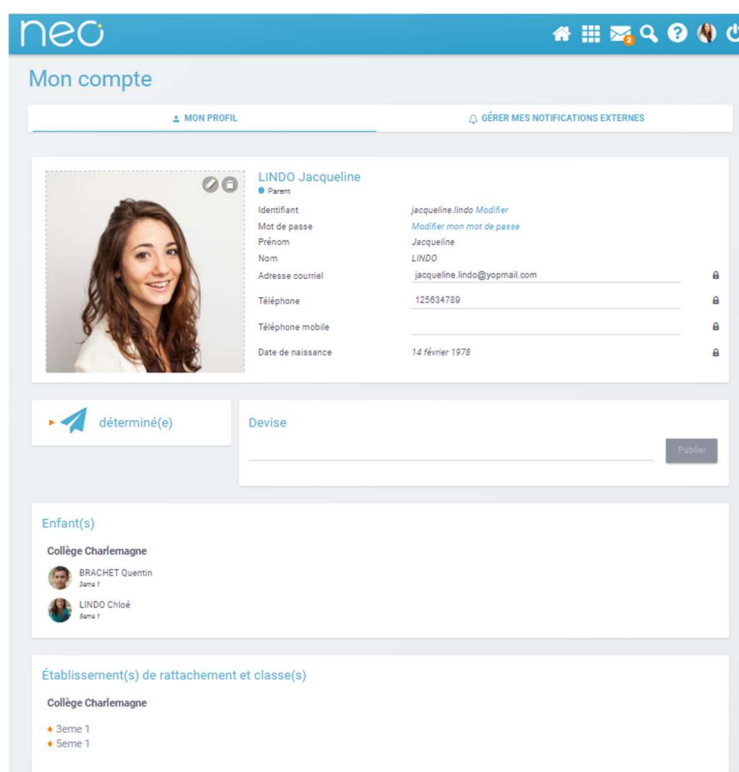 neo
3
Mon compte
MON PROFIL
GÉRER MES NOTIFICATIONS EXTERNES
LINDO Jacqueline
Parent
Identifiant jacqueline.lindo Modifier
Mot de passe Modifier mon mot de passe
Prénom Jacqueline
Nom LINDO
Adresse courriel jacqueline.lindo@yopmail.com
Téléphone 125634789
Téléphone mobile
Date de naissance 14 février 1978
déterminé(e)
Devise
Publier
Enfant(s)
Collège Charlemagne
BRACHET Quentin
3eme 1
LINDO Chloé
5eme 1
Établissement(s) de rattachement et classe(s)
Collège Charlemagne
3eme 1
5eme 1